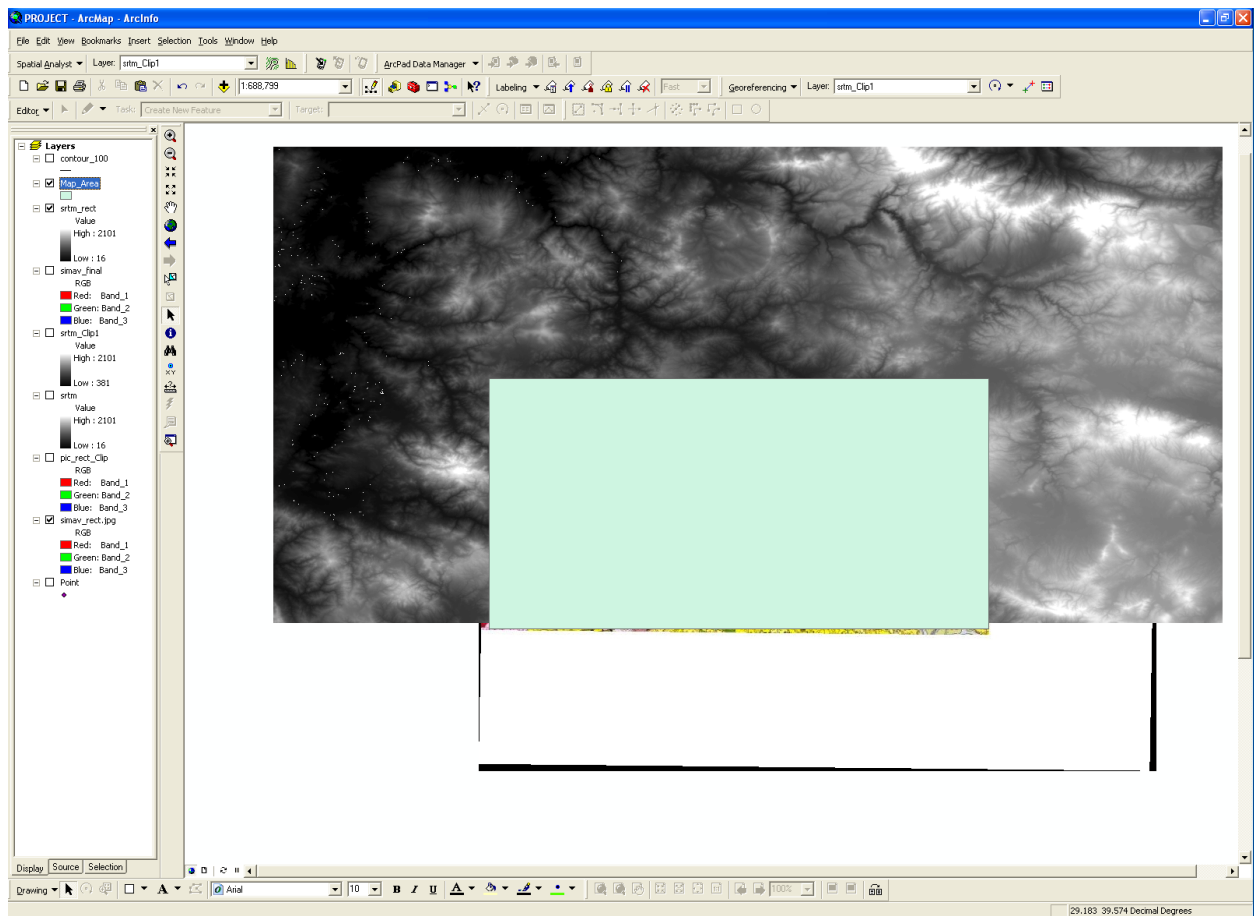 PROJECT - ArcMap - ArcInfo
File Edit View Bookmarks Insert Selection Tools Window Help
Spatial Analyst Layer: srtm_Clip1 ArcPad Data Manager
1:688,799 Labeling Fast Georeferencing Layer: srtm_Clip1
Editor Task: Create New Feature Target:
Layers
contour_100
Map_Area
srtm_rect
Value
High : 2101
Low : 16
simav_final
RGB
Red: Band_1
Green: Band_2
Blue: Band_3
srtm_Clip1
Value
High : 2101
Low : 381
srtm
Value
High : 2101
Low : 16
pic_rect_Clip
RGB
Red: Band_1
Green: Band_2
Blue: Band_3
simav_rect.jpg
RGB
Red: Band_1
Green: Band_2
Blue: Band_3
Point
Display Source Selection
Drawing A Arial 10 B I U A 100%
29.183 39.574 Decimal Degrees